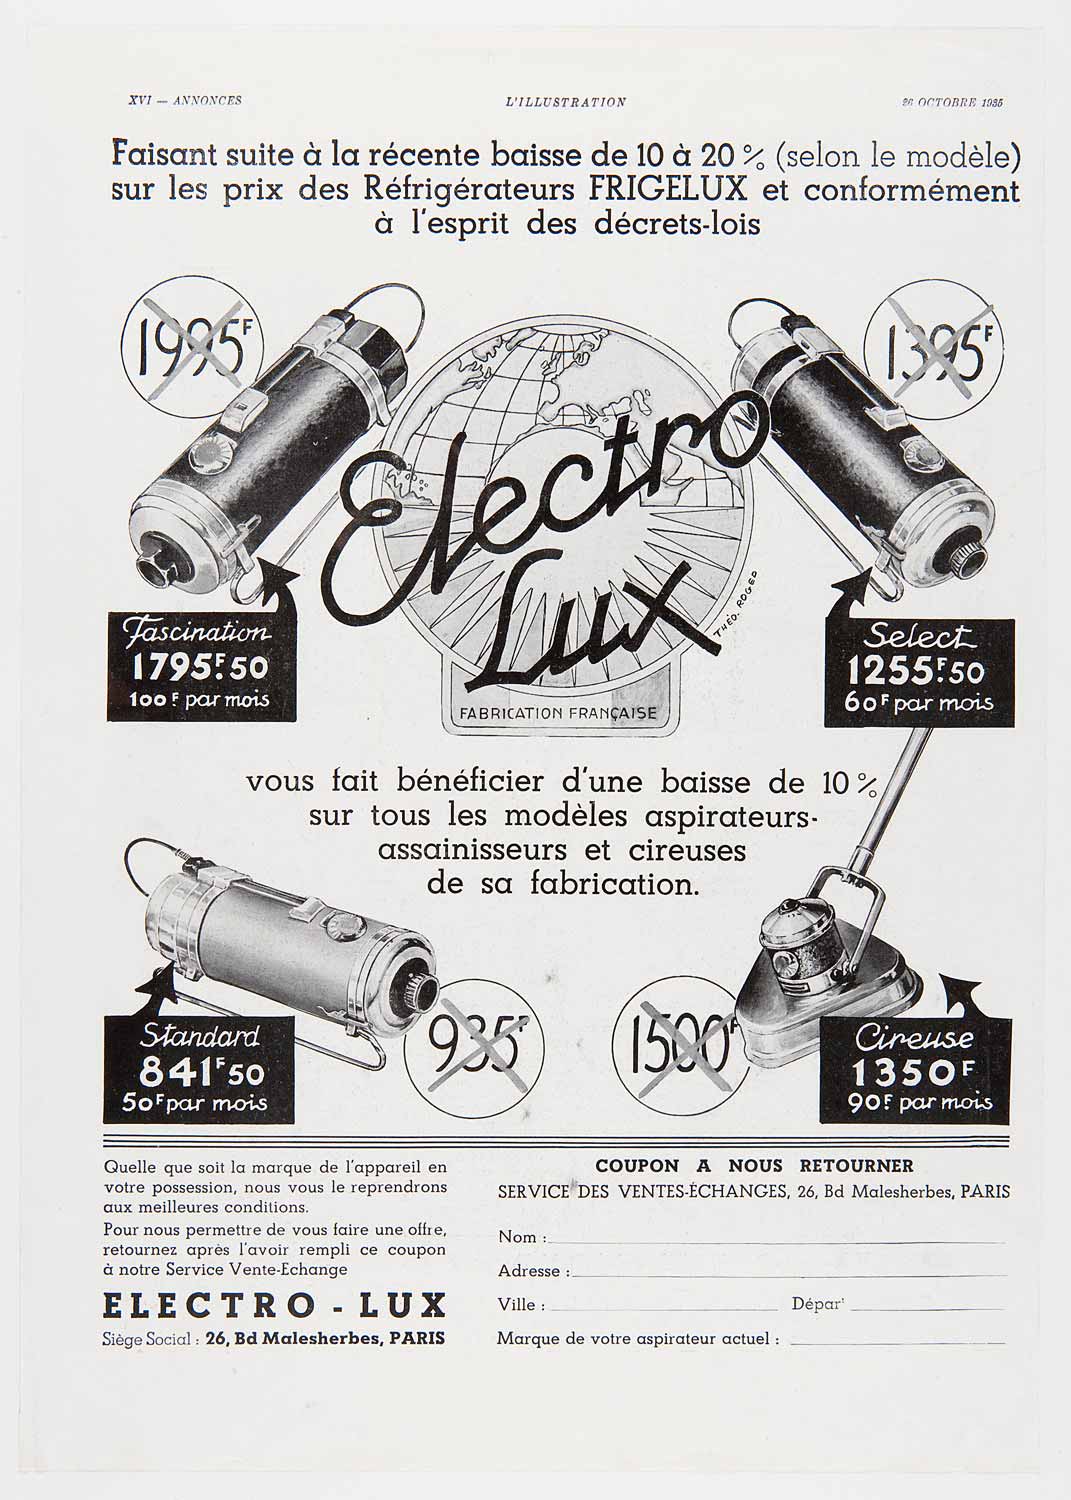 XVI — ANNONCES
L'ILLUSTRATION
26 OCTOBRE 1935
Faisant suite à la récente baisse de 10 à 20 % (selon le modèle)
sur les prix des Réfrigérateurs FRIGELUX et conformément
à l'esprit des décrets-lois
1995F
1395F
Electro
Lux
THÉO. ROGER
FABRICATION FRANÇAISE
Fascination
1795F.50
100F par mois
Select
1255F.50
60F par mois
vous fait bénéficier d'une baisse de 10 %
sur tous les modèles aspirateurs-
assainisseurs et cireuses
de sa fabrication.
935F
1500F
Standard
841F50
50F par mois
Cireuse
1350F
90F. par mois
Quelle que soit la marque de l'appareil en
votre possession, nous vous le reprendrons
aux meilleures conditions.
Pour nous permettre de vous faire une offre,
retournez après l'avoir rempli ce coupon
à notre Service Vente-Echange
ELECTRO - LUX
Siège Social : 26, Bd Malesherbes, PARIS
COUPON A NOUS RETOURNER
SERVICE DES VENTES-ÉCHANGES, 26, Bd Malesherbes, PARIS
Nom :
Adresse :
Ville : Départ
Marque de votre aspirateur actuel :